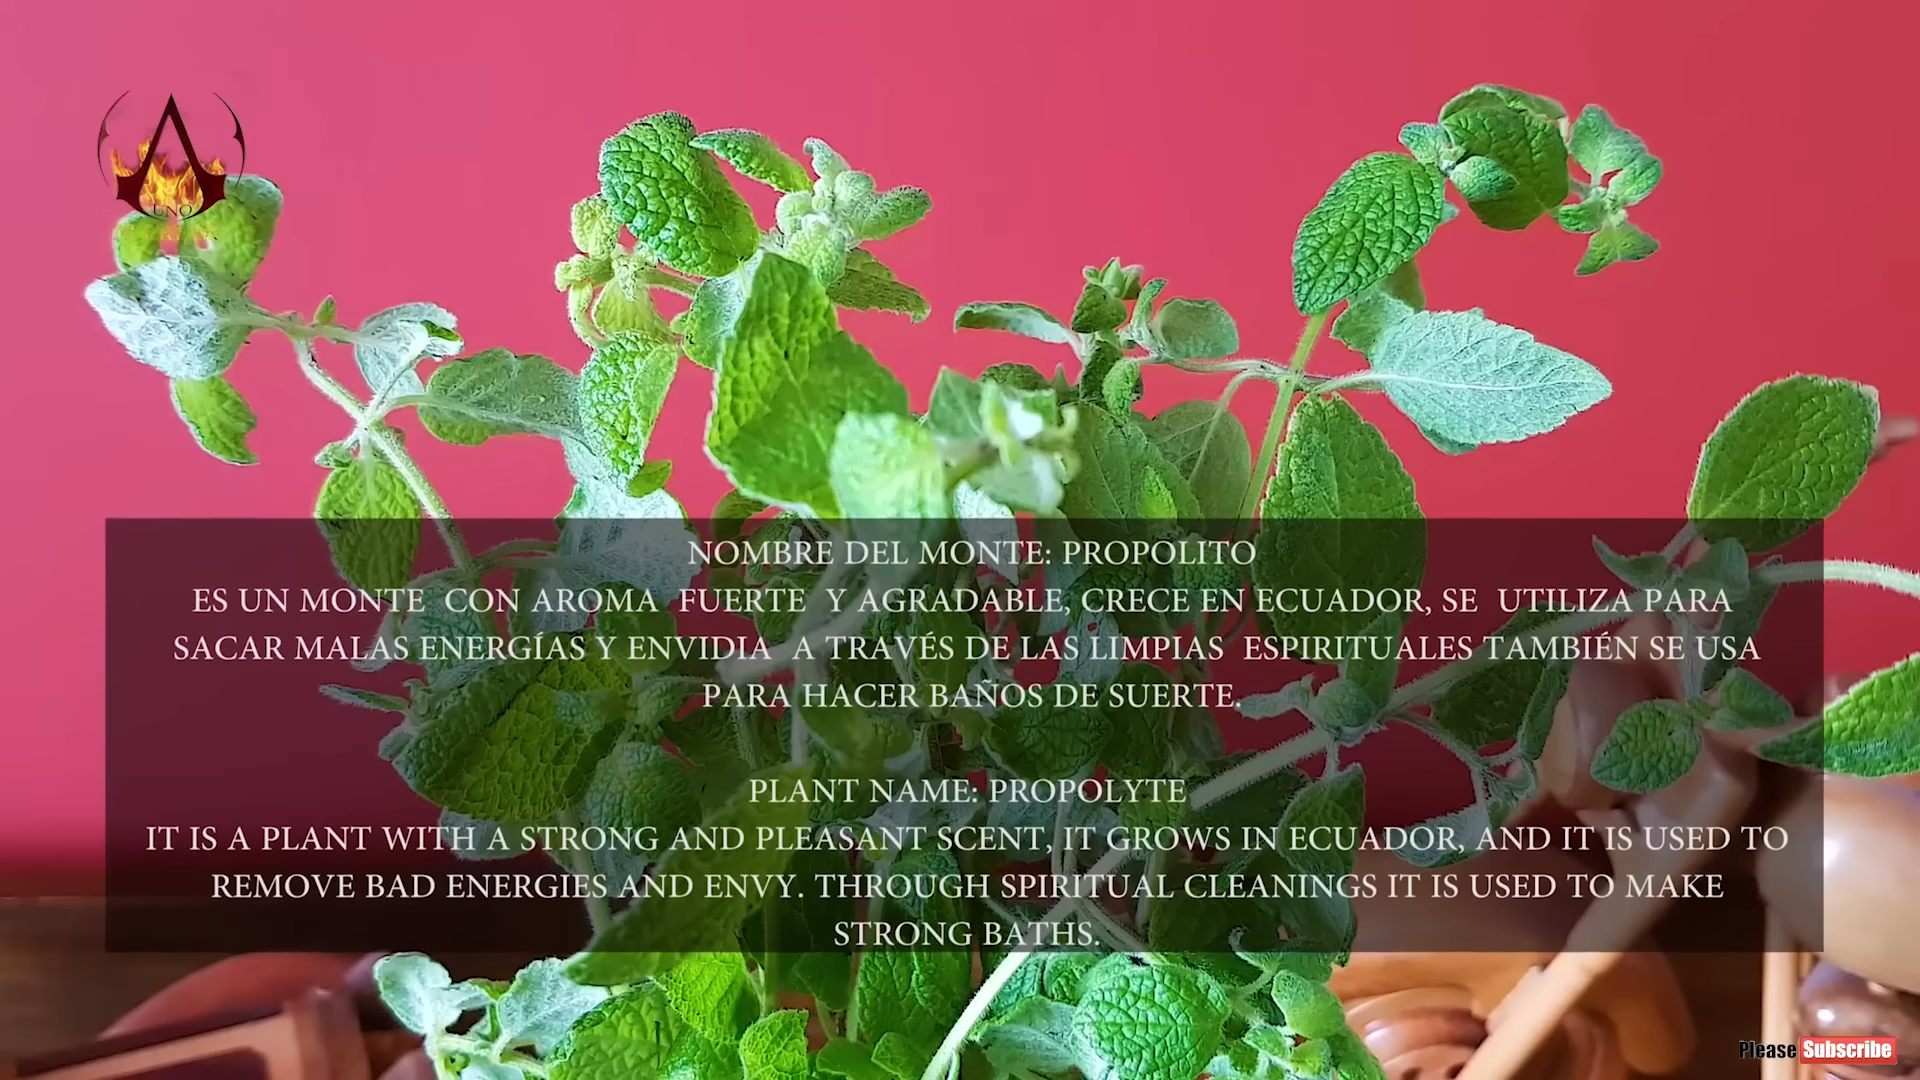 UNO
NOMBRE DEL MONTE: PROPOLITO
ES UN MONTE CON AROMA FUERTE Y AGRADABLE, CRECE EN ECUADOR, SE UTILIZA PARA
SACAR MALAS ENERGÍAS Y ENVIDIA A TRAVÉS DE LAS LIMPIAS ESPIRITUALES TAMBIÉN SE USA
PARA HACER BAÑOS DE SUERTE.
PLANT NAME: PROPOLYTE
IT IS A PLANT WITH A STRONG AND PLEASANT SCENT, IT GROWS IN ECUADOR, AND IT IS USED TO
REMOVE BAD ENERGIES AND ENVY. THROUGH SPIRITUAL CLEANINGS IT IS USED TO MAKE
STRONG BATHS.
Please Subscribe